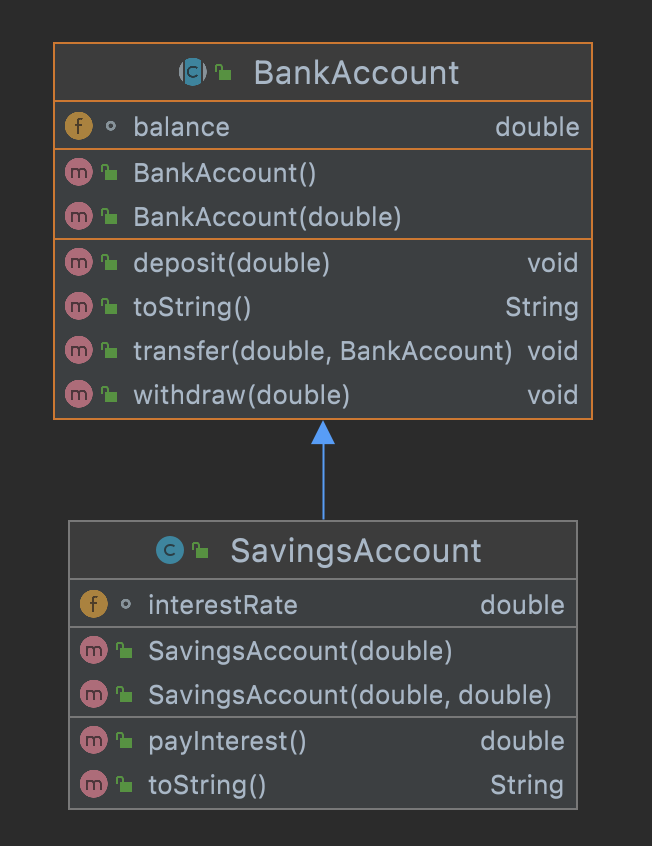 BankAccount
balance double
BankAccount()
BankAccount(double)
deposit(double) void
toString() String
transfer(double, BankAccount) void
withdraw(double) void
SavingsAccount
interestRate double
SavingsAccount(double)
SavingsAccount(double, double)
payInterest() double
toString() String